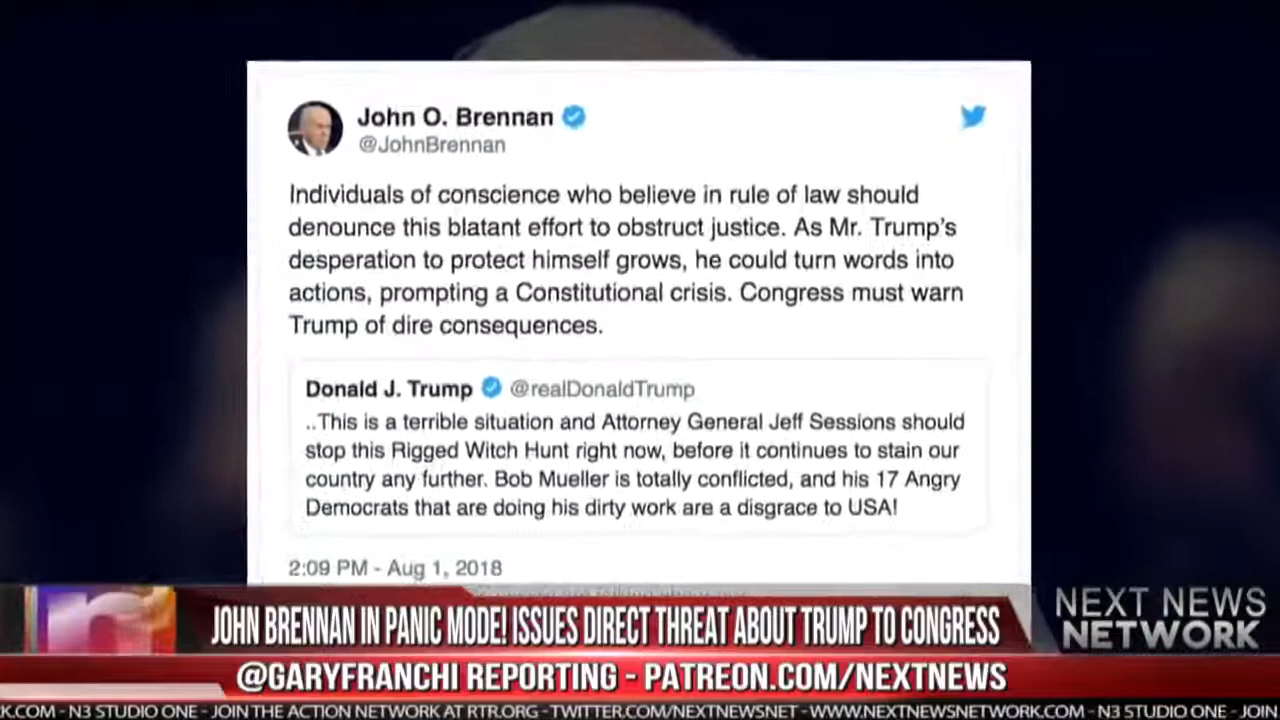 John O. Brennan
@JohnBrennan
Individuals of conscience who believe in rule of law should
denounce this blatant effort to obstruct justice. As Mr. Trump's
desperation to protect himself grows, he could turn words into
actions, prompting a Constitutional crisis. Congress must warn
Trump of dire consequences.
Donald J. Trump @realDonaldTrump
..This is a terrible situation and Attorney General Jeff Sessions should
stop this Rigged Witch Hunt right now, before it continues to stain our
country any further. Bob Mueller is totally conflicted, and his 17 Angry
Democrats that are doing his dirty work are a disgrace to USA!
2:09 PM - Aug 1, 2018
JOHN BRENNAN IN PANIC MODE! ISSUES DIRECT THREAT ABOUT TRUMP TO CONGRESS
NEXT NEWS
NETWORK
@GARYFRANCHI REPORTING - PATREON.COM/NEXTNEWS
K.COM - N3 STUDIO ONE - JOIN THE ACTION NETWORK AT RTR.ORG - TWITTER.COM/NEXTNEWSNET - WWW.NEXTNEWSNETWORK.COM - N3 STUDIO ONE - JOIN